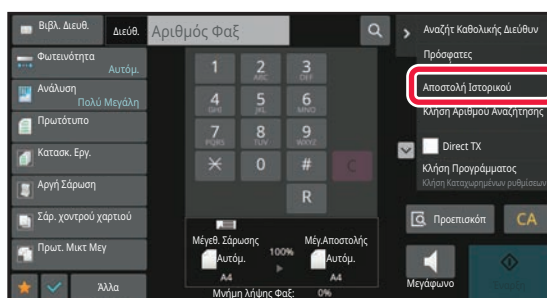 Βιβλ. Διευθ.
Διεύθ.
Αριθμός Φαξ
Φωτεινότητα
Αυτόμ.
Ανάλυση
Πολύ Μεγάλη
Πρωτότυπο
Κατασκ. Εργ.
Αργή Σάρωση
Σάρ. χοντρού χαρτιού
Πρωτ. Μικτ Μεγ
Άλλα
1
2 ABC
3 DEF
4 GHI
5 JKL
6 MNO
7 PQRS
8 TUV
9 WXYZ
0
#
C
R
Μέγεθ. Σάρωσης
Αυτόμ.
A4
100%
Μέγ.Αποστολής
Αυτόμ.
A4
Μνήμη λήψης Φαξ: 0%
Αναζήτ Καθολικής Διεύθυν
Πρόσφατες
Αποστολή Ιστορικού
Κλήση Αριθμού Αναζήτησης
Direct TX
Κλήση Προγράμματος
Κλήση Καταχωρημένων ρυθμίσεων
Προεπισκόπ
CA
Μεγάφωνο